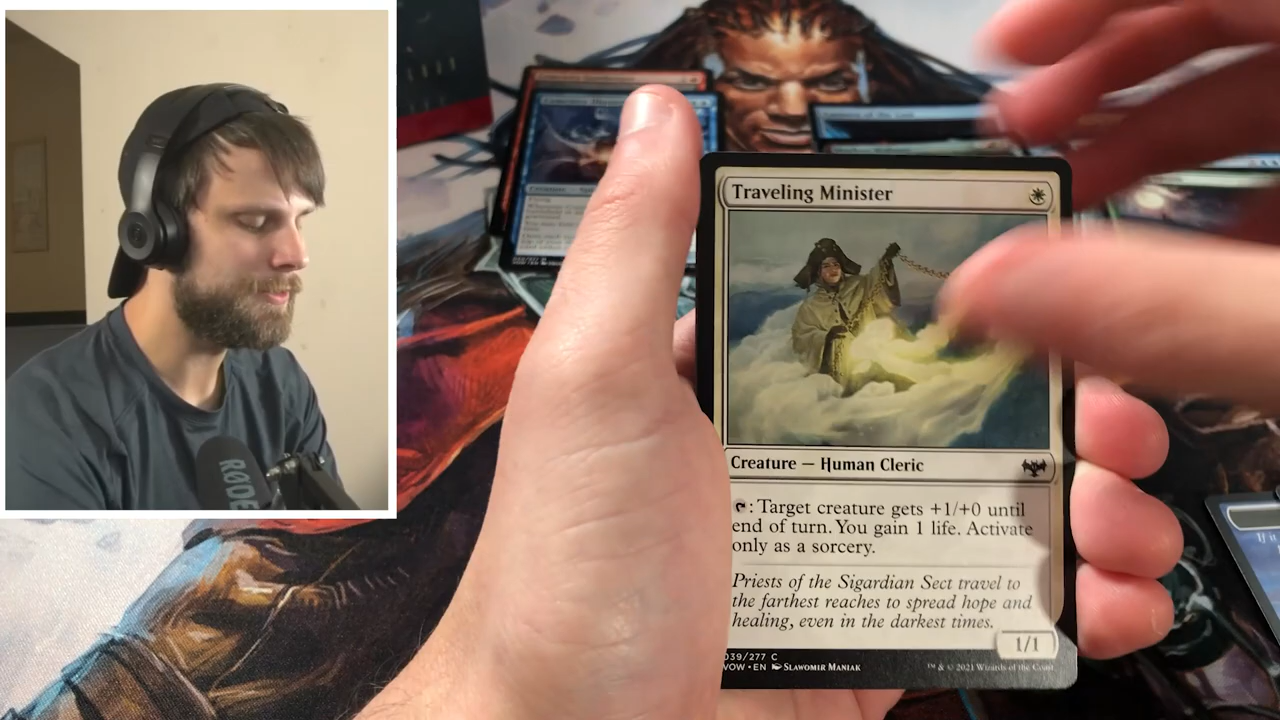 Traveling Minister
Creature — Human Cleric
: Target creature gets +1/+0 until
end of turn. You gain 1 life. Activate
only as a sorcery.
Priests of the Sigardian Sect travel to
the farthest reaches to spread hope and
healing, even in the darkest times.
1/1
039/277 C
VOW • EN Slawomir Maniak
™ & © 2021 Wizards of the Coast
RØDE